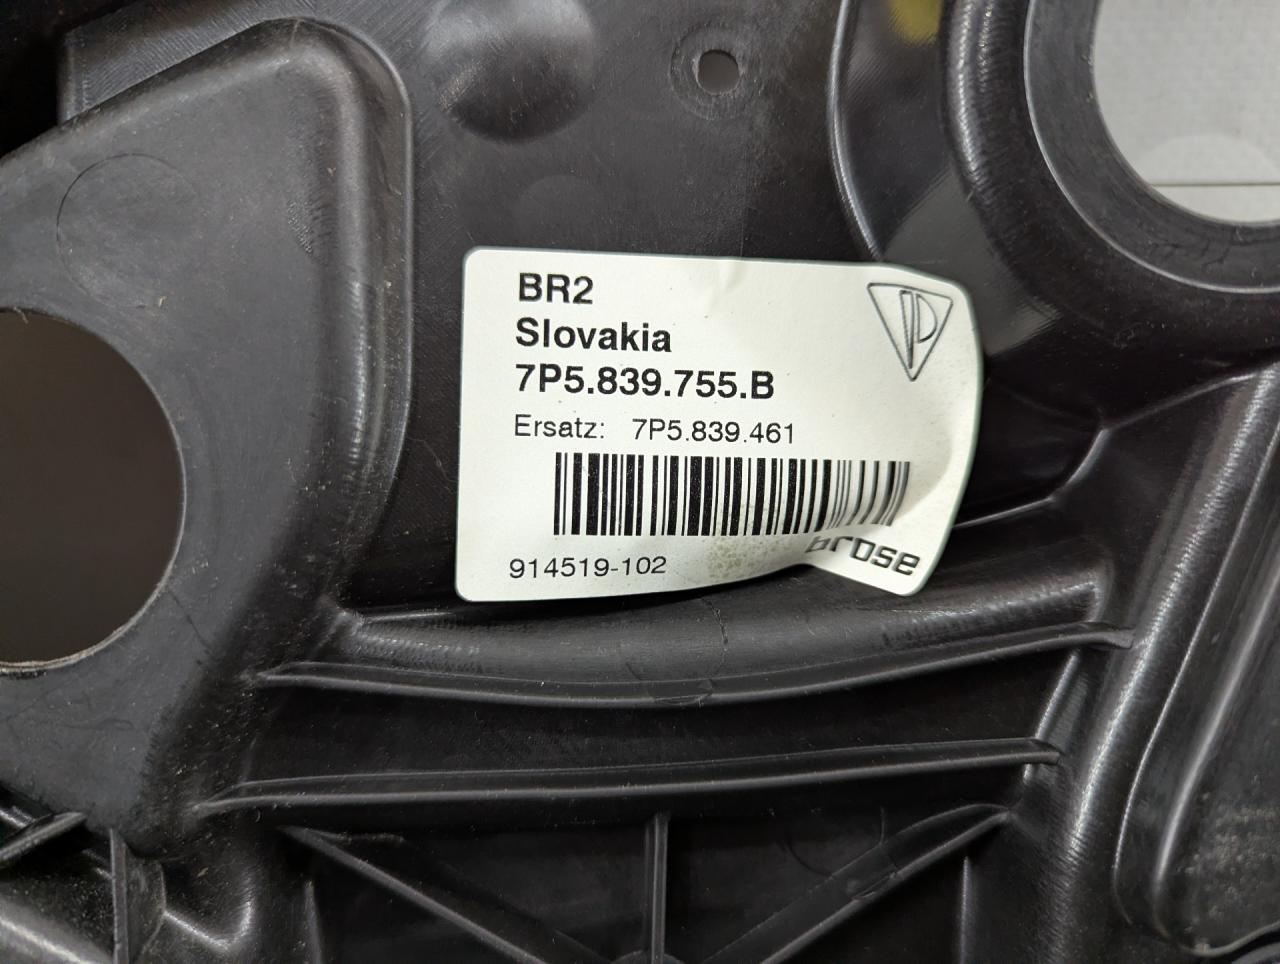 BR2
Slovakia
7P5.839.755.B
Ersatz: 7P5.839.461
914519-102
brose